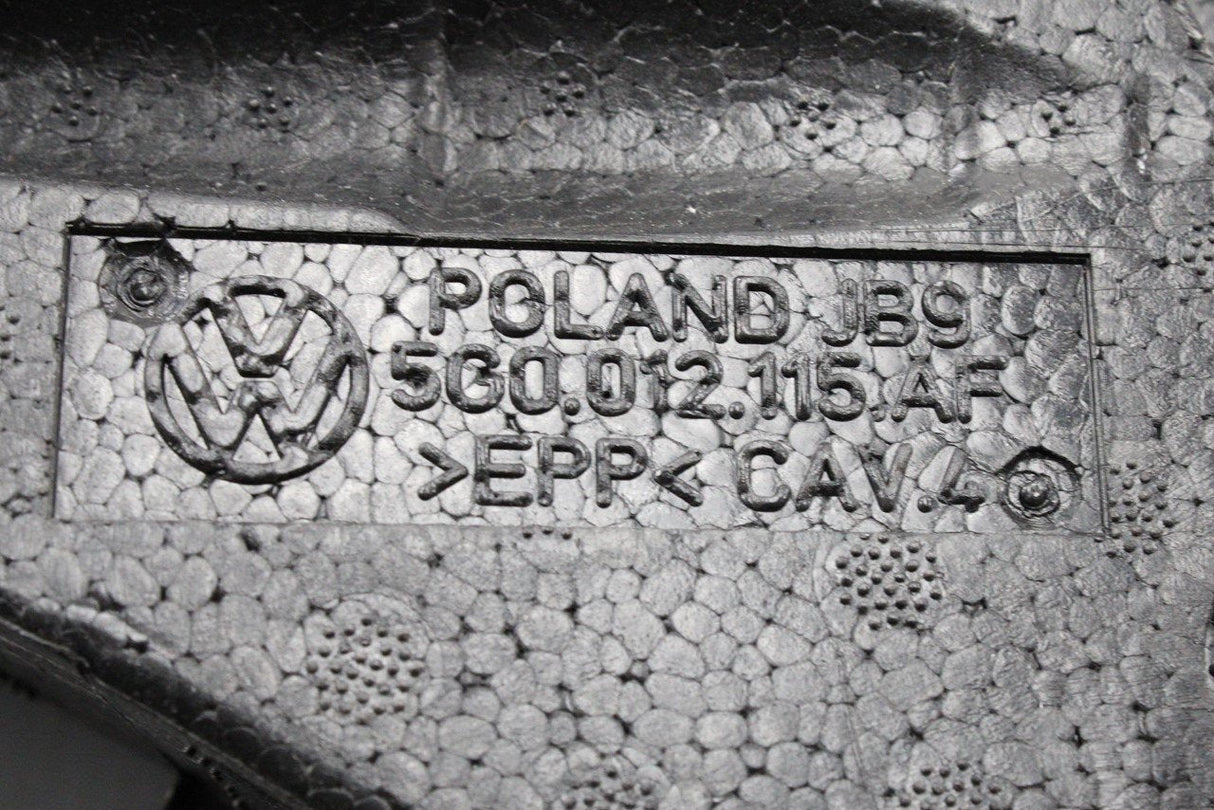 POLAND JB9
5G0.012.115.AF
>EPP< CAV.4